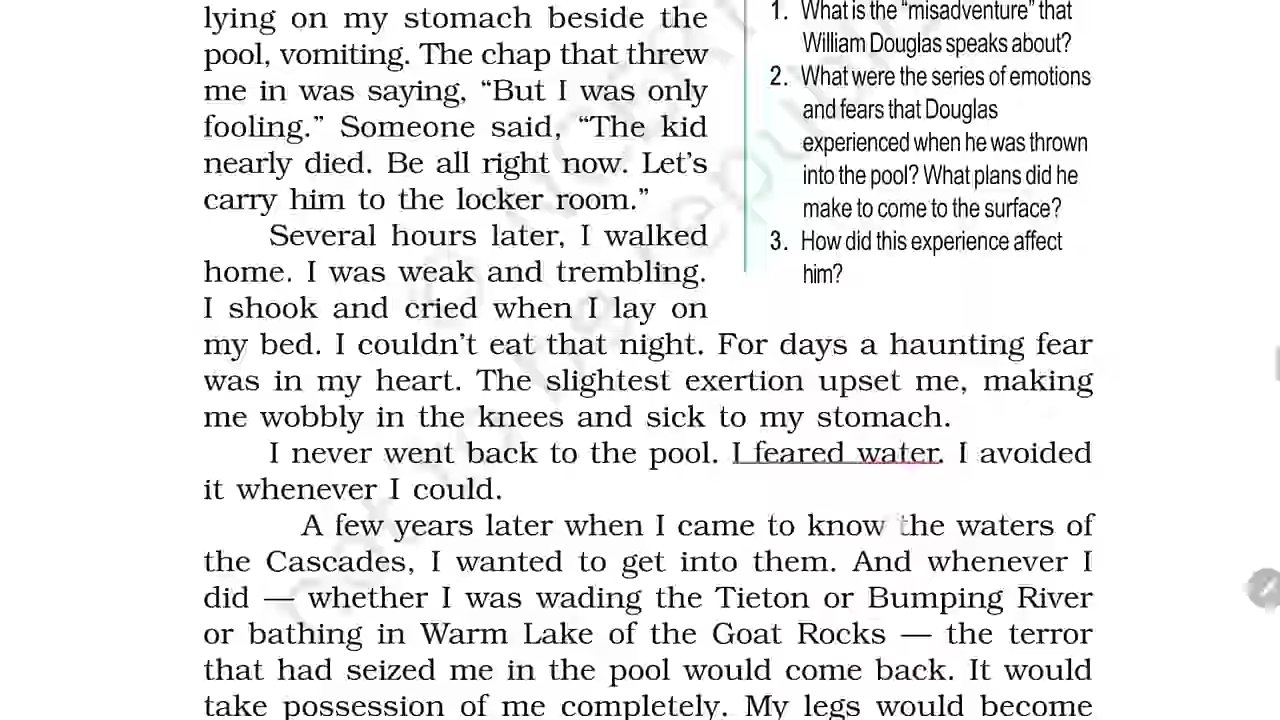 lying on my stomach beside the
pool, vomiting. The chap that threw
me in was saying, “But I was only
fooling.” Someone said, “The kid
nearly died. Be all right now. Let’s
carry him to the locker room.”
Several hours later, I walked
home. I was weak and trembling.
I shook and cried when I lay on
my bed. I couldn’t eat that night. For days a haunting fear
was in my heart. The slightest exertion upset me, making
me wobbly in the knees and sick to my stomach.
I never went back to the pool. I feared water. I avoided
it whenever I could.
A few years later when I came to know the waters of
the Cascades, I wanted to get into them. And whenever I
did — whether I was wading the Tieton or Bumping River
or bathing in Warm Lake of the Goat Rocks — the terror
that had seized me in the pool would come back. It would
take possession of me completely. My legs would become
1. What is the “misadventure” that
William Douglas speaks about?
2. What were the series of emotions
and fears that Douglas
experienced when he was thrown
into the pool? What plans did he
make to come to the surface?
3. How did this experience affect
him?
© NCERT
not to be republi